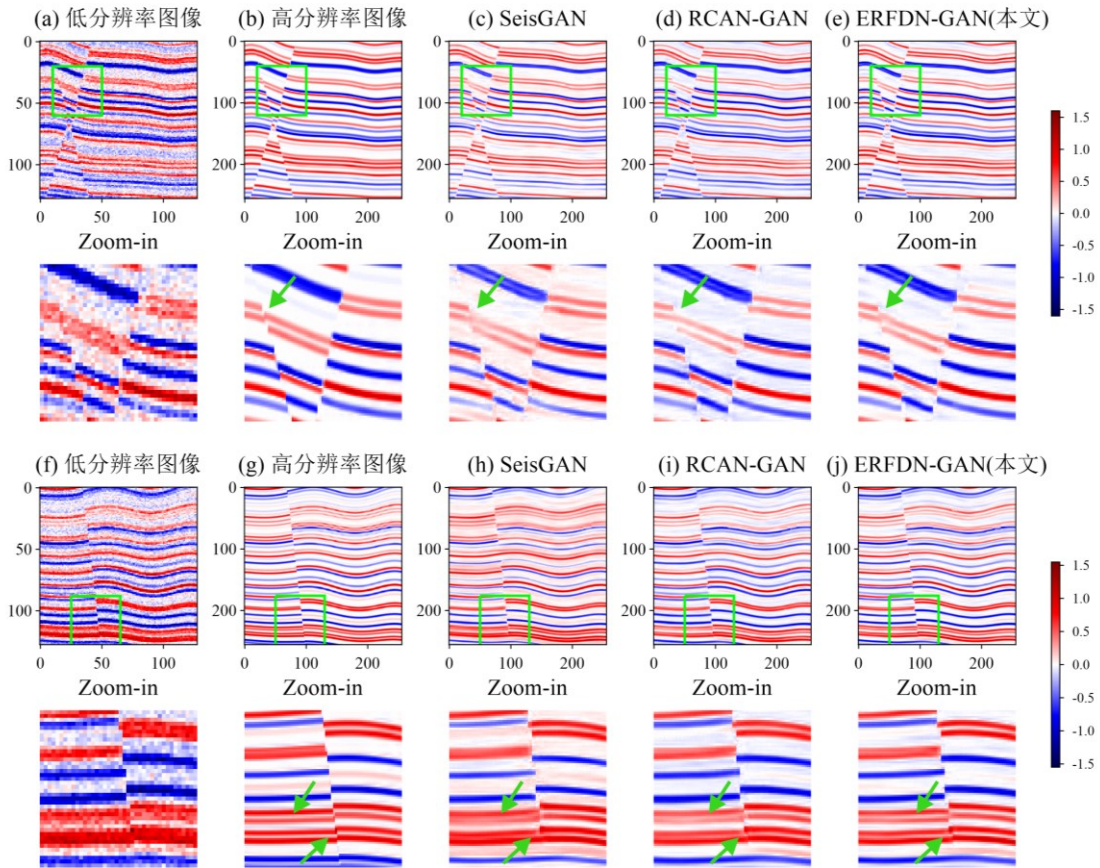 (a) 低分辨率图像 (b) 高分辨率图像 (c) SeisGAN (d) RCAN-GAN (e) ERFDN-GAN(本文)
0 0 0 0 0
50 100 100 100 100
100 200 200 200 200
0 50 100 0 100 200 0 100 200 0 100 200 0 100 200
1.5
1.0
0.5
0.0
-0.5
-1.0
-1.5
Zoom-in Zoom-in Zoom-in Zoom-in Zoom-in
(f) 低分辨率图像 (g) 高分辨率图像 (h) SeisGAN (i) RCAN-GAN (j) ERFDN-GAN(本文)
0 0 0 0 0
50 100 100 100 100
100 200 200 200 200
0 50 100 0 100 200 0 100 200 0 100 200 0 100 200
1.5
1.0
0.5
0.0
-0.5
-1.0
-1.5
Zoom-in Zoom-in Zoom-in Zoom-in Zoom-in